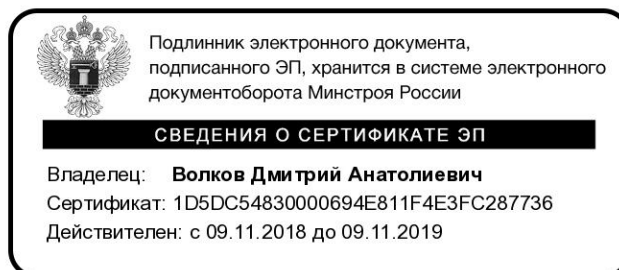 Подлинник электронного документа,
подписанного ЭП, хранится в системе электронного
документоборота Минстроя России
СВЕДЕНИЯ О СЕРТИФИКАТЕ ЭП
Владелец: Волков Дмитрий Анатолиевич
Сертификат: 1D5DC54830000694E811F4E3FC287736
Действителен: с 09.11.2018 до 09.11.2019